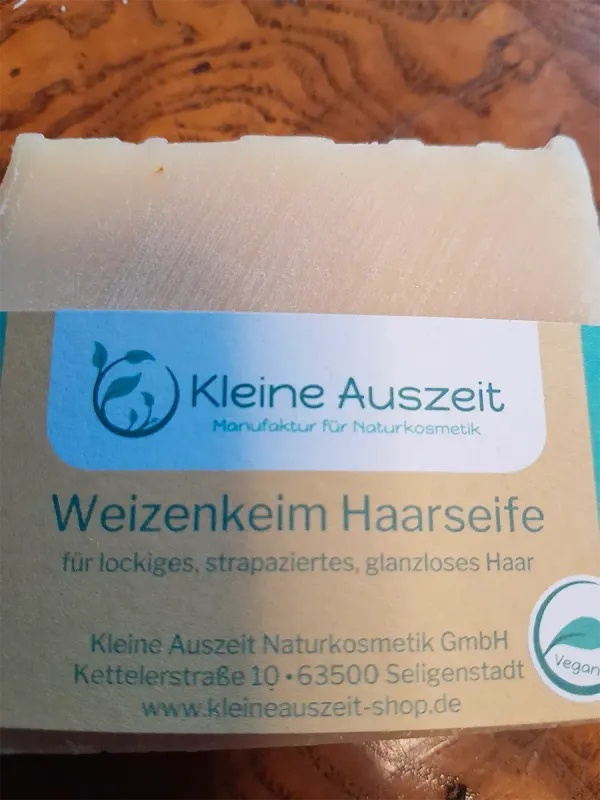 Kleine Auszeit
Manufaktur für Naturkosmetik
Weizenkeim Haarseife
für lockiges, strapaziertes, glanzloses Haar
Vegan
Kleine Auszeit Naturkosmetik GmbH
Kettelerstraße 10 • 63500 Seligenstadt
www.kleineauszeit-shop.de